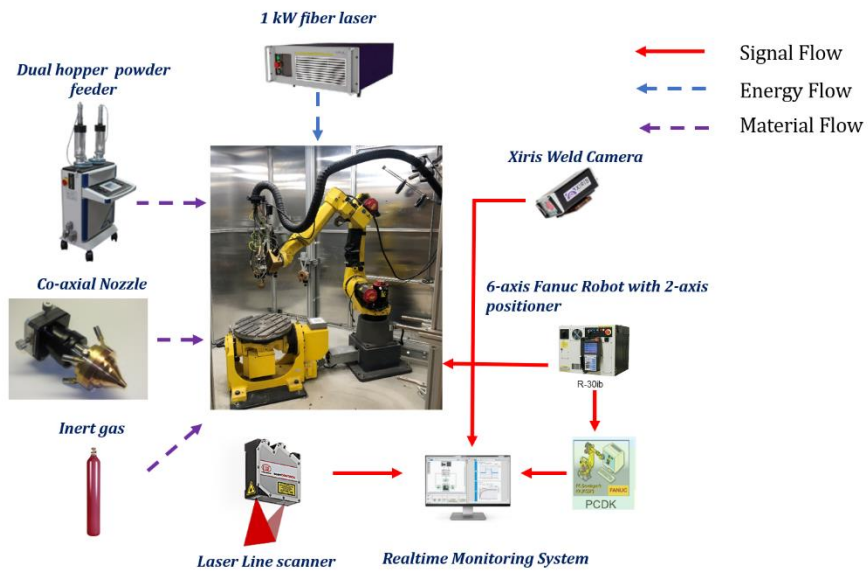 1 kW fiber laser
Dual hopper powder
feeder
Signal Flow
Energy Flow
Material Flow
Xiris Weld Camera
Co-axial Nozzle
6-axis Fanuc Robot with 2-axis
positioner
R-30ib
Inert gas
FANUC
PCDK
Laser Line scanner
Realtime Monitoring System